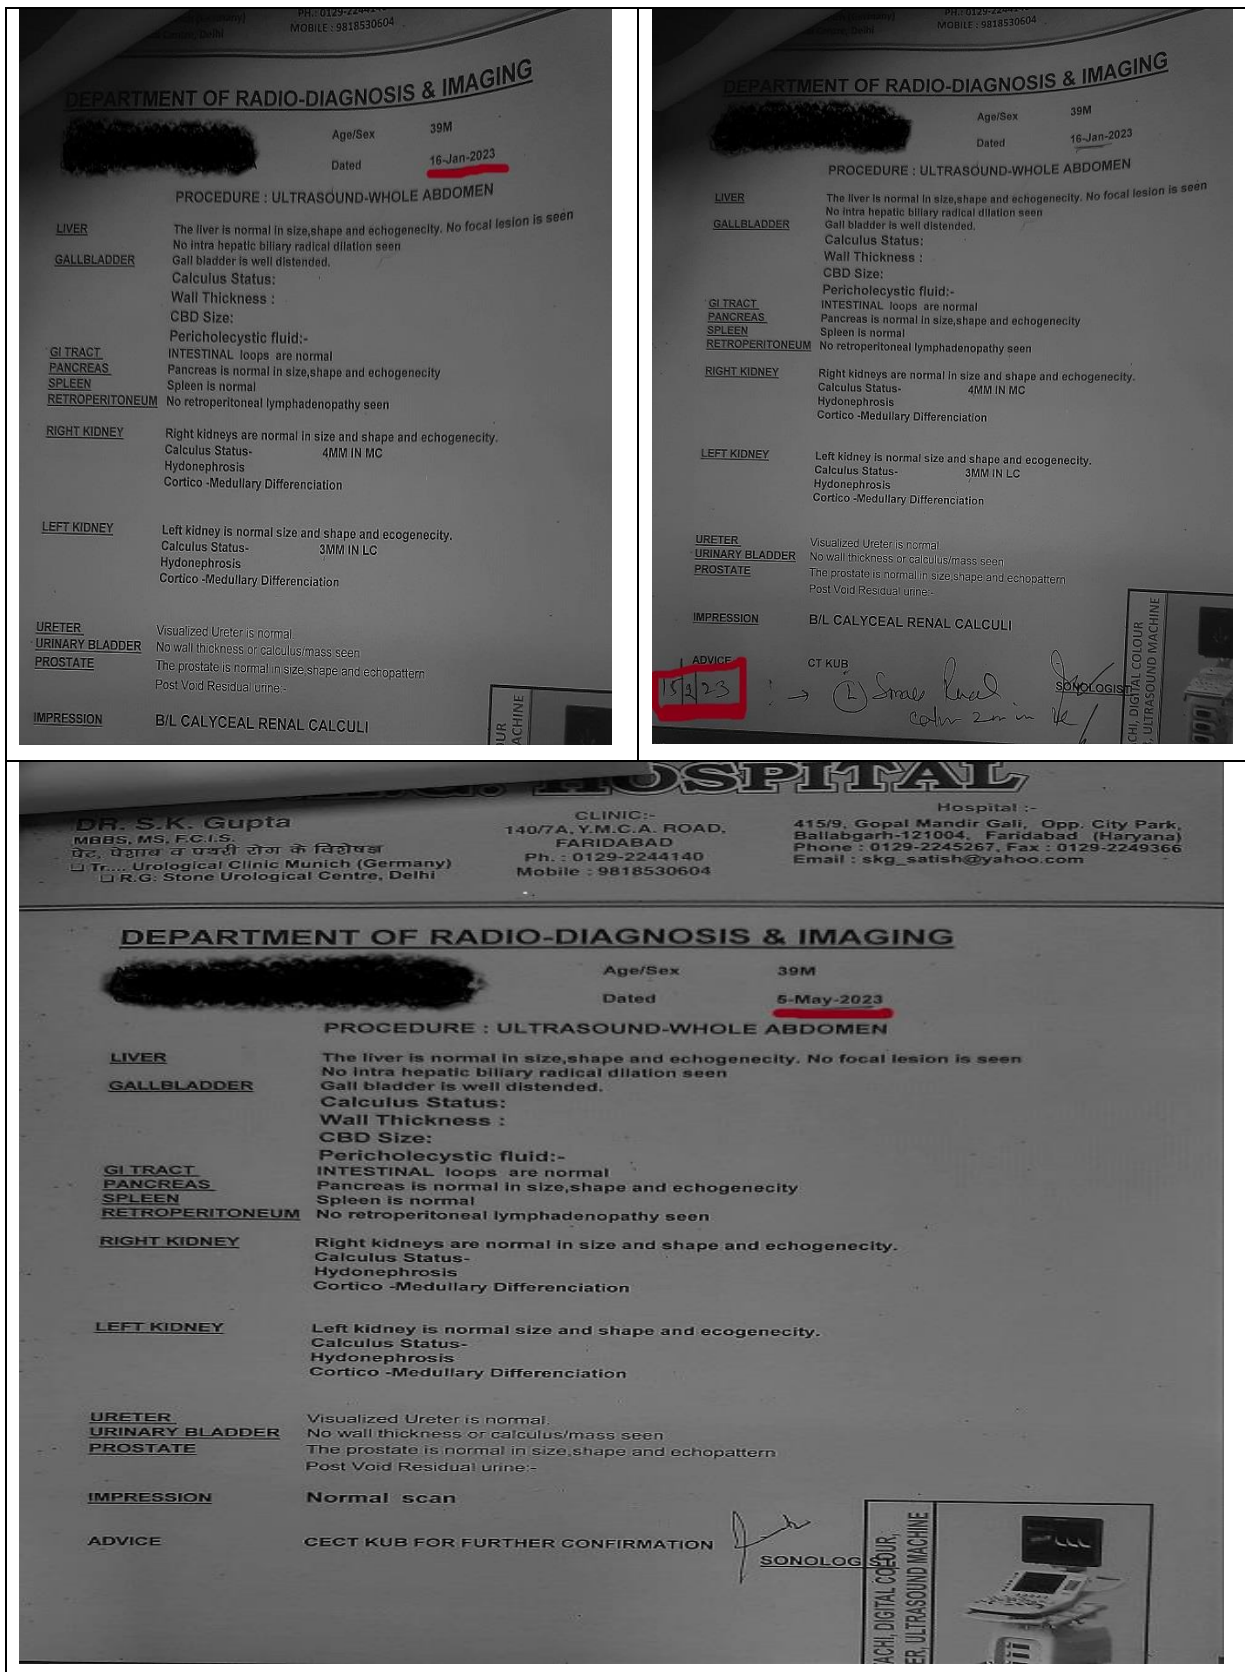 PH.: 0129-2244140
MOBILE : 9818530604
Centre, Delhi
DEPARTMENT OF RADIO-DIAGNOSIS & IMAGING
Age/Sex 39M
Dated 16-Jan-2023
PROCEDURE : ULTRASOUND-WHOLE ABDOMEN
LIVER The liver is normal in size,shape and echogenecity. No focal lesion is seen
No intra hepatic biliary radical dilation seen
GALLBLADDER Gall bladder is well distended.
Calculus Status:
Wall Thickness :
CBD Size:
Pericholecystic fluid:-
GI TRACT INTESTINAL loops are normal
PANCREAS Pancreas is normal in size,shape and echogenecity
SPLEEN Spleen is normal
RETROPERITONEUM No retroperitoneal lymphadenopathy seen
RIGHT KIDNEY Right kidneys are normal in size and shape and echogenecity.
Calculus Status- 4MM IN MC
Hydonephrosis
Cortico -Medullary Differenciation
LEFT KIDNEY Left kidney is normal size and shape and ecogenecity.
Calculus Status- 3MM IN LC
Hydonephrosis
Cortico -Medullary Differenciation
URETER Visualized Ureter is normal
URINARY BLADDER No wall thickness or calculus/mass seen
PROSTATE The prostate is normal in size,shape and echopattern
Post Void Residual urine:-
IMPRESSION B/L CALYCEAL RENAL CALCULI
OUR
MACHINE
MOBILE : 9818530604
Centre, Delhi
DEPARTMENT OF RADIO-DIAGNOSIS & IMAGING
Age/Sex 39M
Dated 16-Jan-2023
PROCEDURE : ULTRASOUND-WHOLE ABDOMEN
LIVER The liver is normal in size,shape and echogenecity. No focal lesion is seen
No intra hepatic biliary radical dilation seen
GALLBLADDER Gall bladder is well distended.
Calculus Status:
Wall Thickness :
CBD Size:
Pericholecystic fluid:-
GI TRACT INTESTINAL loops are normal
PANCREAS Pancreas is normal in size,shape and echogenecity
SPLEEN Spleen is normal
RETROPERITONEUM No retroperitoneal lymphadenopathy seen
RIGHT KIDNEY Right kidneys are normal in size and shape and echogenecity.
Calculus Status- 4MM IN MC
Hydonephrosis
Cortico -Medullary Differenciation
LEFT KIDNEY Left kidney is normal size and shape and ecogenecity.
Calculus Status- 3MM IN LC
Hydonephrosis
Cortico -Medullary Differenciation
URETER Visualized Ureter is normal
URINARY BLADDER No wall thickness or calculus/mass seen
PROSTATE The prostate is normal in size,shape and echopattern
Post Void Residual urine:-
IMPRESSION B/L CALYCEAL RENAL CALCULI
ADVICE CT KUB
→ (L) Small Renal
SONOLOGIST
CHI, DIGITAL COLOUR
, ULTRASOUND MACHINE
HOSPITAL
DR. S.K. Gupta
MBBS, MS, F.C.I.S.
पेट, पेशाब व पथरी रोग के विशेषज्ञ
Tr.... Urological Clinic Munich (Germany)
R.G: Stone Urological Centre, Delhi
CLINIC:-
140/7A, Y.M.C.A. ROAD,
FARIDABAD
Ph. : 0129-2244140
Mobile : 9818530604
Hospital :-
415/9, Gopal Mandir Gali, Opp. City Park,
Ballabgarh-121004, Faridabad (Haryana)
Phone : 0129-2245267, Fax : 0129-2249366
Email : skg_satish@yahoo.com
DEPARTMENT OF RADIO-DIAGNOSIS & IMAGING
Age/Sex 39M
Dated 5-May-2023
PROCEDURE : ULTRASOUND-WHOLE ABDOMEN
LIVER The liver is normal in size,shape and echogenecity. No focal lesion is seen
No intra hepatic biliary radical dilation seen
GALLBLADDER Gall bladder is well distended.
Calculus Status:
Wall Thickness :
CBD Size:
Pericholecystic fluid:-
GI TRACT INTESTINAL loops are normal
PANCREAS Pancreas is normal in size,shape and echogenecity
SPLEEN Spleen is normal
RETROPERITONEUM No retroperitoneal lymphadenopathy seen
RIGHT KIDNEY Right kidneys are normal in size and shape and echogenecity.
Calculus Status-
Hydonephrosis
Cortico -Medullary Differenciation
LEFT KIDNEY Left kidney is normal size and shape and ecogenecity.
Calculus Status-
Hydonephrosis
Cortico -Medullary Differenciation
URETER Visualized Ureter is normal
URINARY BLADDER No wall thickness or calculus/mass seen
PROSTATE The prostate is normal in size,shape and echopattern
Post Void Residual urine:-
IMPRESSION Normal scan
ADVICE CECT KUB FOR FURTHER CONFIRMATION
SONOLOGIST
ACHI, DIGITAL COLOUR,
ER, ULTRASOUND MACHINE